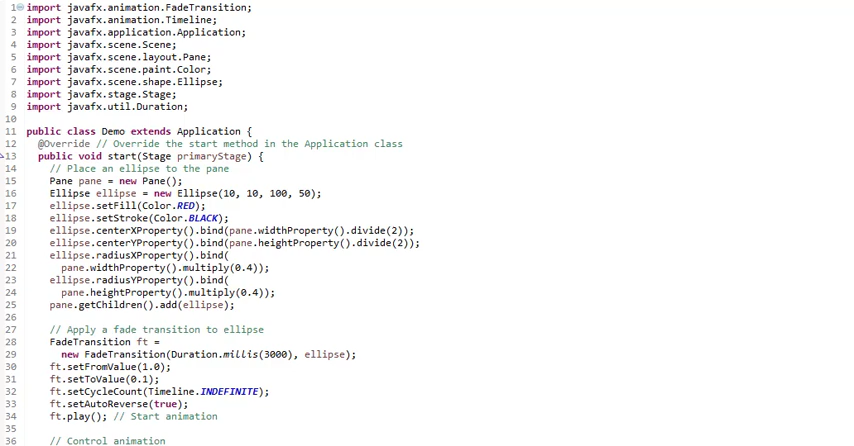 1 import javafx.animation.FadeTransition;
2 import javafx.animation.Timeline;
3 import javafx.application.Application;
4 import javafx.scene.Scene;
5 import javafx.scene.layout.Pane;
6 import javafx.scene.paint.Color;
7 import javafx.scene.shape.Ellipse;
8 import javafx.stage.Stage;
9 import javafx.util.Duration;
10
11 public class Demo extends Application {
12   @Override // Override the start method in the Application class
13   public void start(Stage primaryStage) {
14     // Place an ellipse to the pane
15     Pane pane = new Pane();
16     Ellipse ellipse = new Ellipse(10, 10, 100, 50);
17     ellipse.setFill(Color.RED);
18     ellipse.setStroke(Color.BLACK);
19     ellipse.centerXProperty().bind(pane.widthProperty().divide(2));
20     ellipse.centerYProperty().bind(pane.heightProperty().divide(2));
21     ellipse.radiusXProperty().bind(
22       pane.widthProperty().multiply(0.4));
23     ellipse.radiusYProperty().bind(
24       pane.heightProperty().multiply(0.4));
25     pane.getChildren().add(ellipse);
26
27     // Apply a fade transition to ellipse
28     FadeTransition ft =
29       new FadeTransition(Duration.millis(3000), ellipse);
30     ft.setFromValue(1.0);
31     ft.setToValue(0.1);
32     ft.setCycleCount(Timeline.INDEFINITE);
33     ft.setAutoReverse(true);
34     ft.play(); // Start animation
35
36     // Control animation